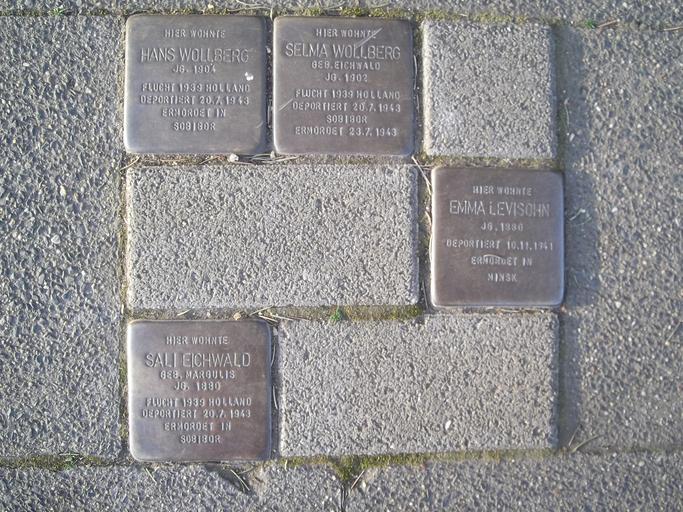 HIER WOHNTE
HANS WOLLBERG
JG. 1904
FLUCHT 1939 HOLLAND
DEPORTIERT 20.7.1943
ERMORDET IN
SOBIBOR
HIER WOHNTE
SELMA WOLLBERG
GEB. EICHWALD
JG. 1902
FLUCHT 1939 HOLLAND
DEPORTIERT 20.7.1943
SOBIBOR
ERMORDET 23.7.1943
HIER WOHNTE
EMMA LEVISOHN
JG. 1880
DEPORTIERT 10.11.1941
ERMORDET IN
MINSK
HIER WOHNTE
SALI EICHWALD
GEB. MARGULIS
JG. 1880
FLUCHT 1939 HOLLAND
DEPORTIERT 20.7.1943
ERMORDET IN
SOBIBOR